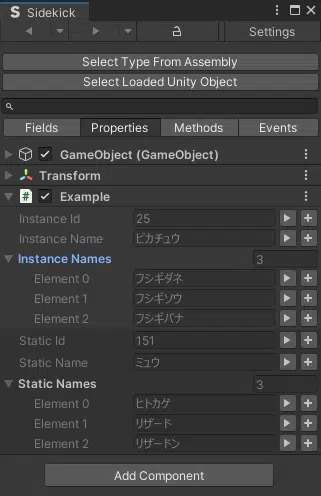 Sidekick
Settings
Select Type From Assembly
Select Loaded Unity Object
Fields Properties Methods Events
GameObject (GameObject)
Transform
# Example
Instance Id 25
Instance Name ピカチュウ
Instance Names 3
Element 0 フシギダネ
Element 1 フシギソウ
Element 2 フシギバナ
Static Id 151
Static Name ミュウ
Static Names 3
Element 0 ヒトカゲ
Element 1 リザード
Element 2 リザードン
Add Component